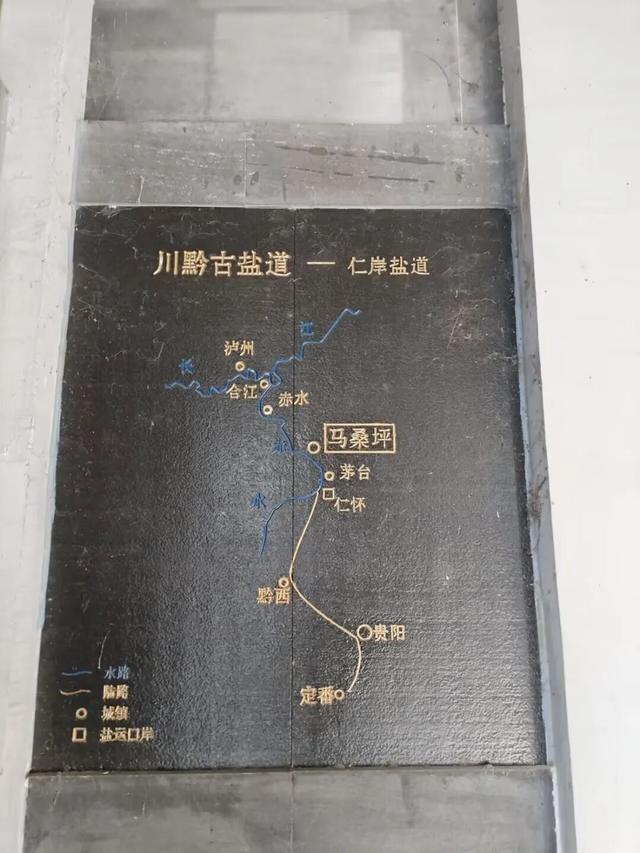 川黔古盐道 — 仁岸盐道
江
泸州
长
合江
赤水
赤
马桑坪
茅台
仁怀
水
黔西
贵阳
定番
水路
陆路
城镇
盐运口岸